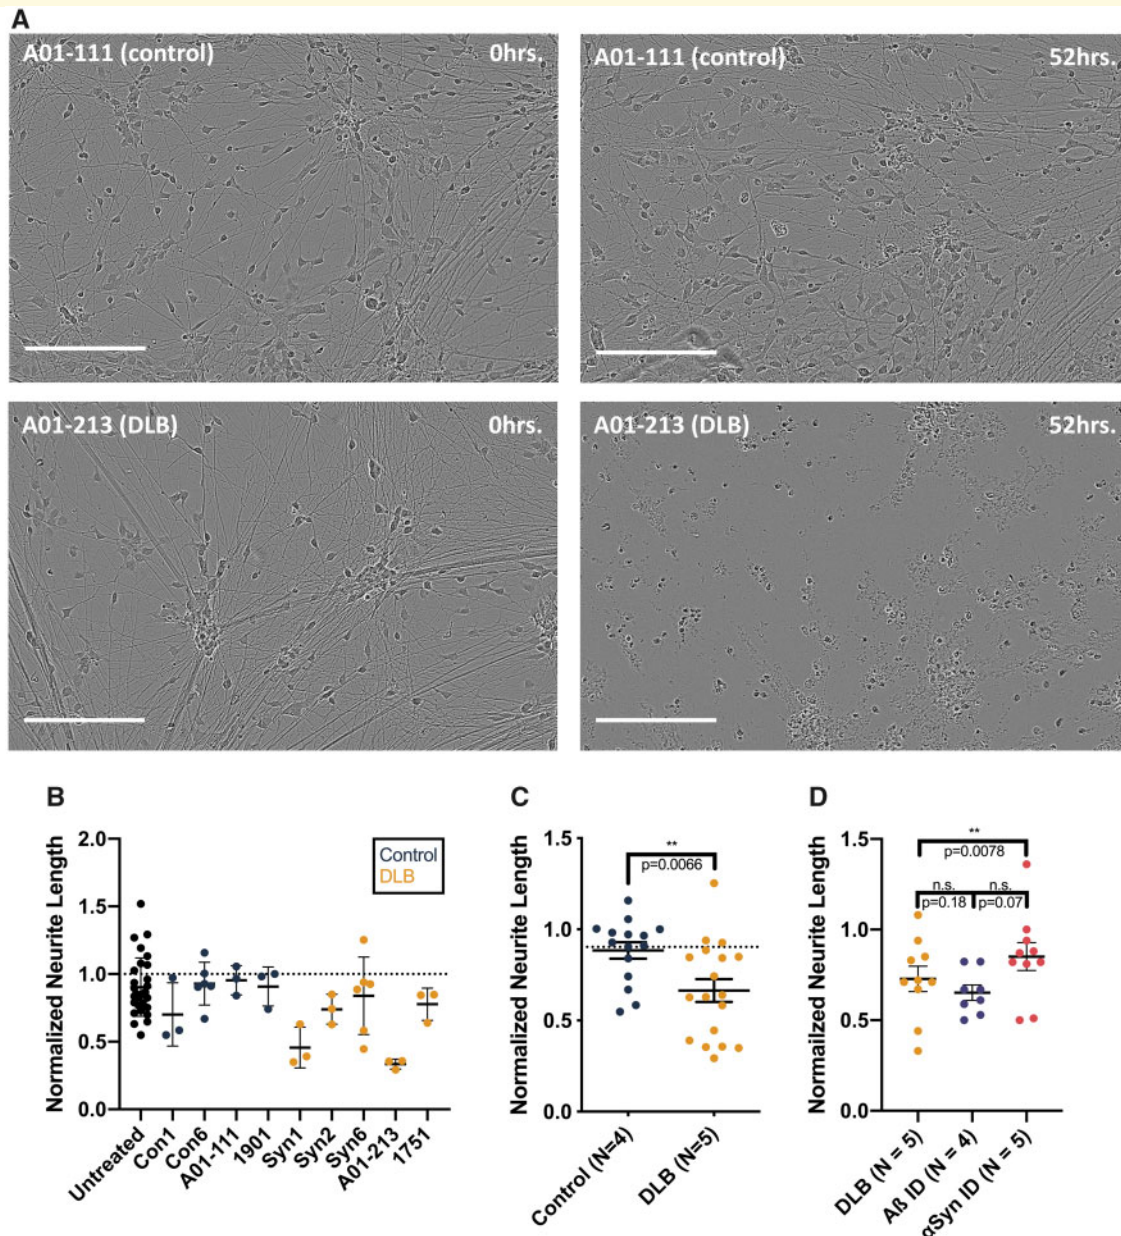 A
A01-111 (control)
0hrs.
A01-111 (control)
52hrs.
A01-213 (DLB)
0hrs.
A01-213 (DLB)
52hrs.
B
Normalized Neurite Length
2.0
1.5
1.0
0.5
0.0
Control
DLB
Untreated
Con1
Con6
A01-111
1901
Syn1
Syn2
Syn6
A01-213
1751
C
Normalized Neurite Length
1.5
1.0
0.5
0.0
**
p=0.0066
Control (N=4)
DLB (N=5)
D
Normailzed Neurite Length
1.5
1.0
0.5
0.0
**
p=0.0078
n.s.
p=0.18
n.s.
p=0.07
DLB (N = 5)
Aß ID (N = 4)
αSyn ID (N = 5)